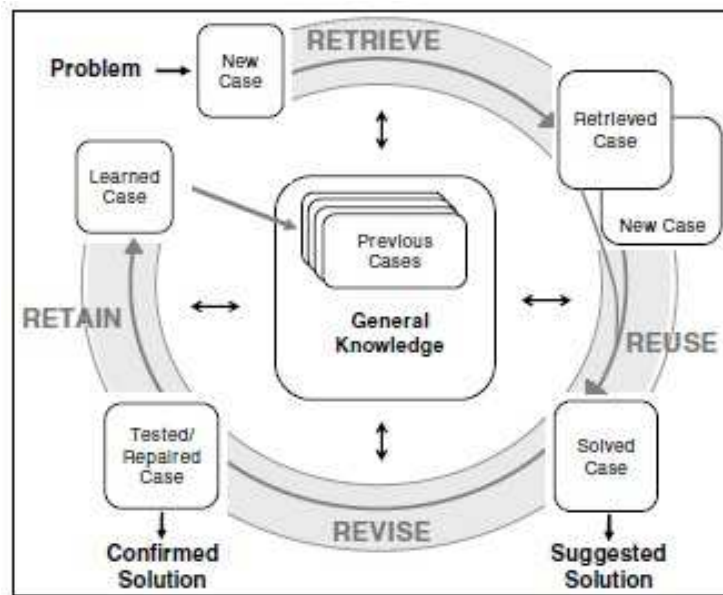 RETRIEVE
Problem
New
Case
Retrieved
Case
New Case
Learned
Case
Previous
Cases
General
Knowledge
RETAIN
REUSE
Tested/
Repaired
Case
Solved
Case
REVISE
Confirmed
Solution
Suggested
Solution